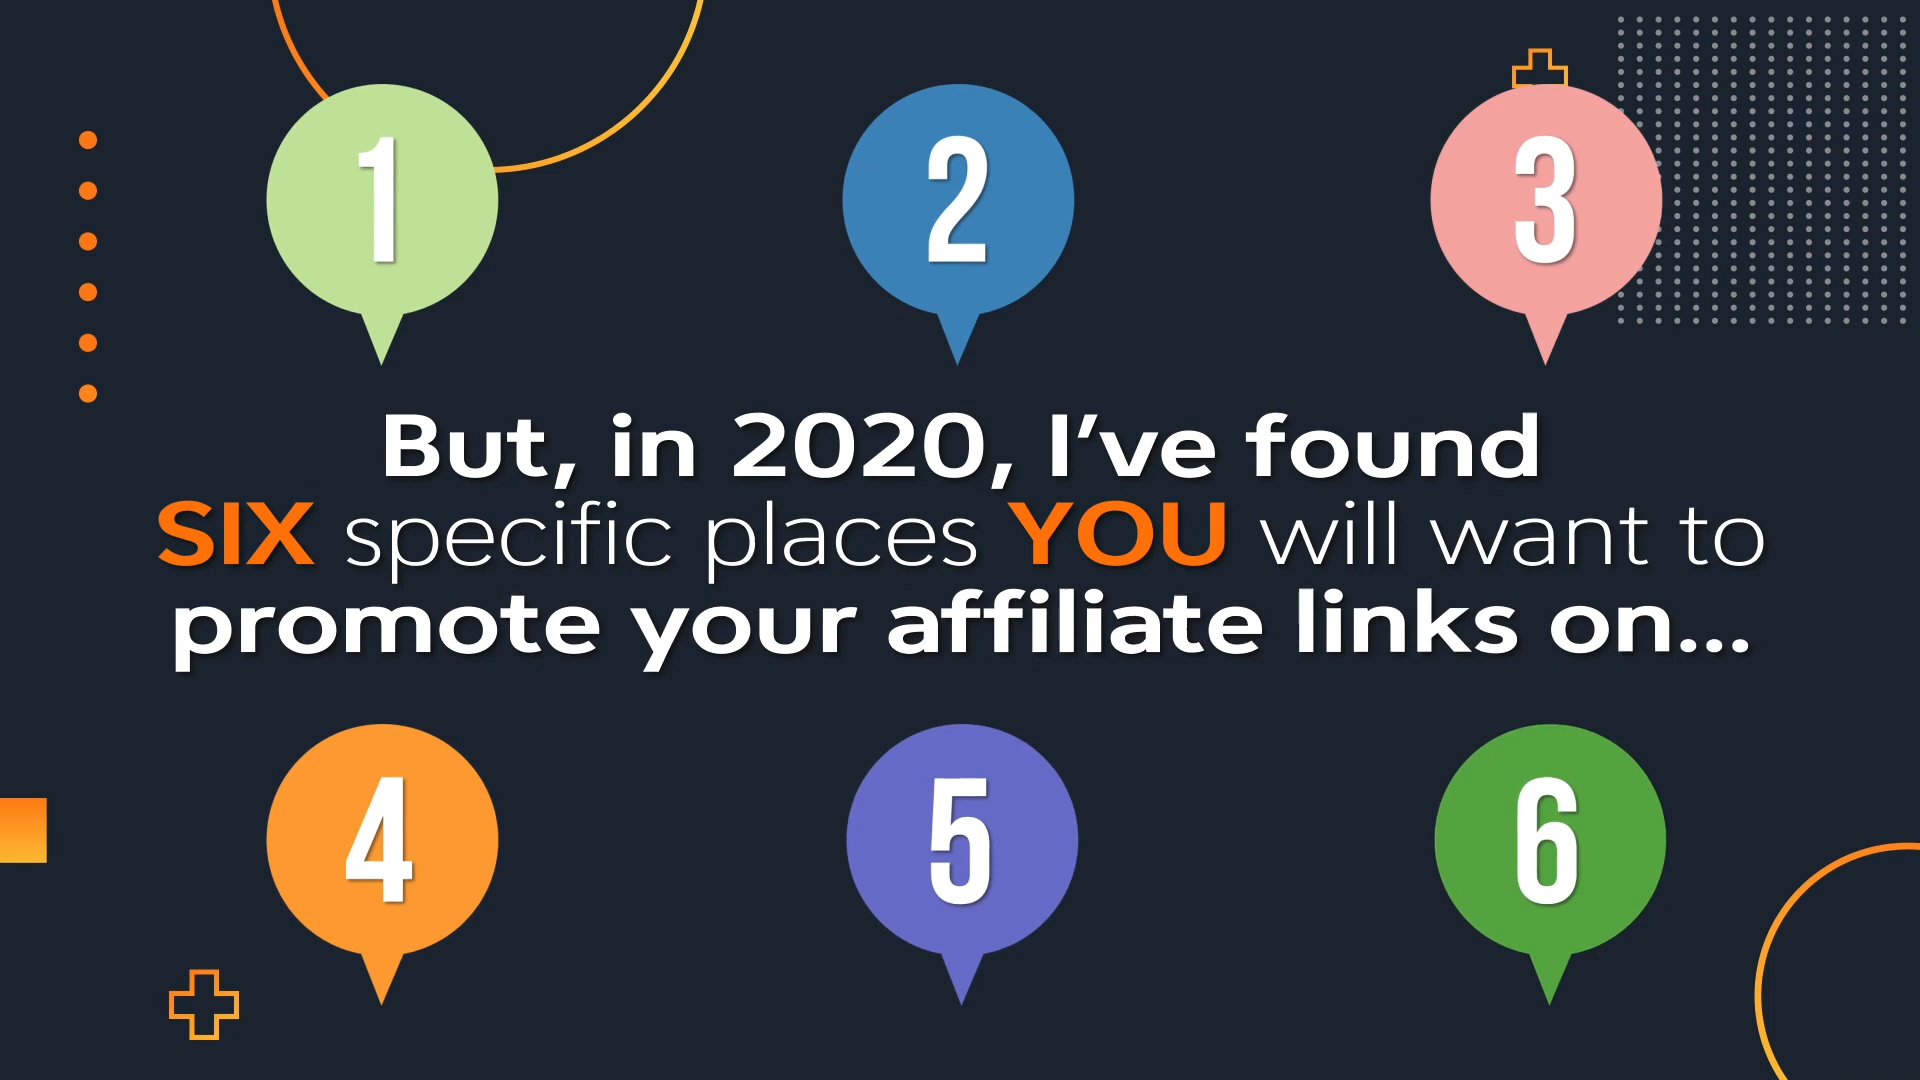 1
2
3
But, in 2020, I’ve found
SIX specific places YOU will want to
promote your affiliate links on...
4
5
6